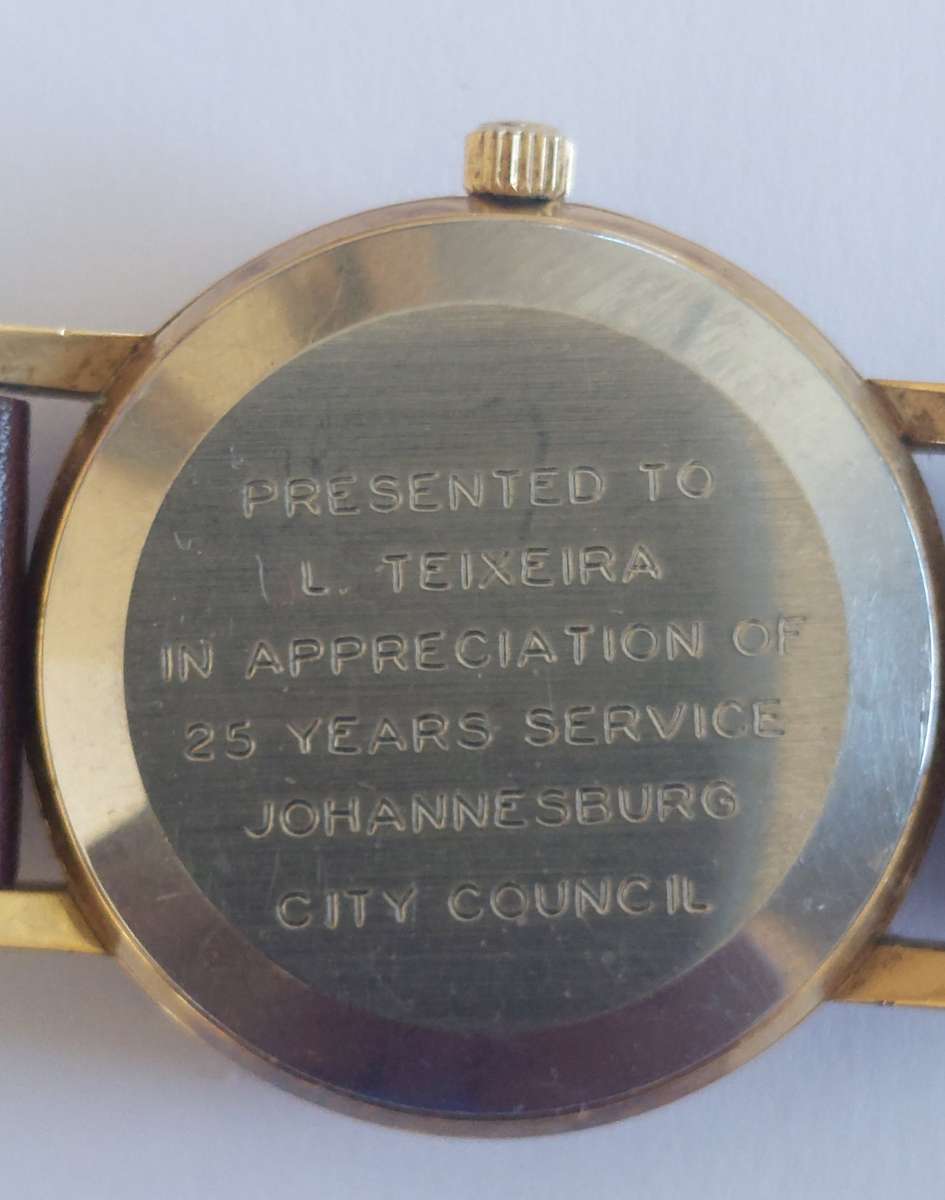 PRESENTED TO
L. TEIXEIRA
IN APPRECIATION OF
25 YEARS SERVICE
JOHANNESBURG
CITY COUNCIL